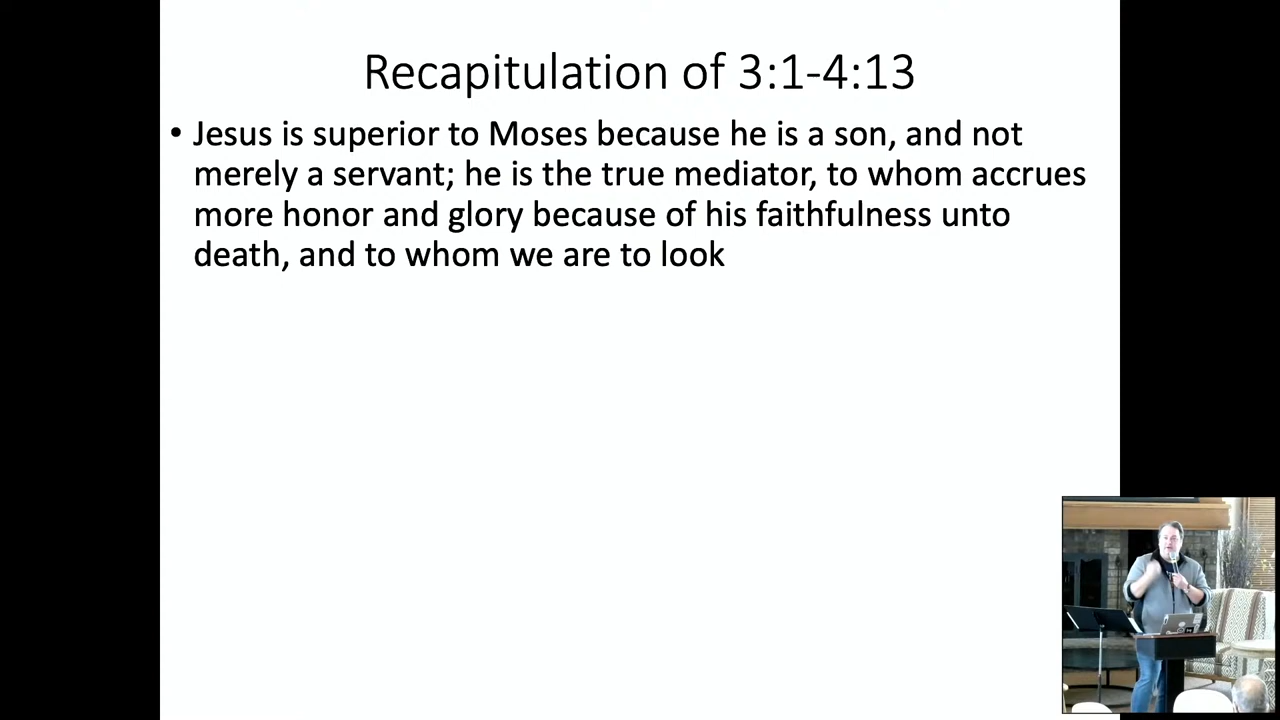 Recapitulation of 3:1-4:13
• Jesus is superior to Moses because he is a son, and not
merely a servant; he is the true mediator, to whom accrues
more honor and glory because of his faithfulness unto
death, and to whom we are to look